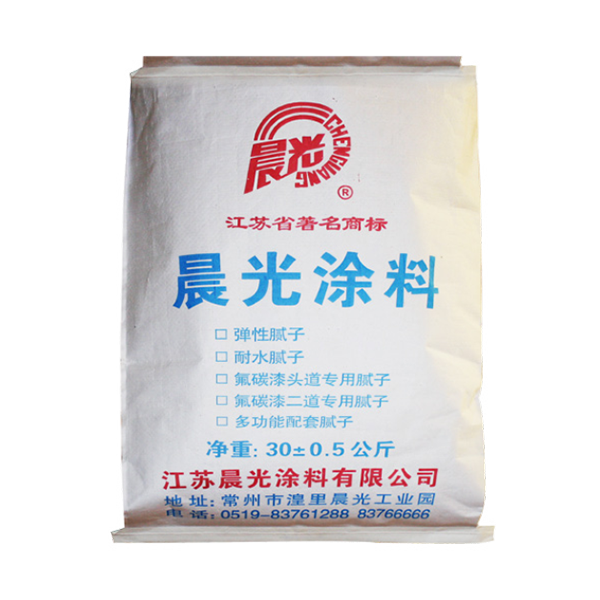 晨光
CHENGUANG
®
江苏省著名商标
晨光涂料
□ 弹性腻子
□ 耐水腻子
□ 氟碳漆头道专用腻子
□ 氟碳漆二道专用腻子
□ 多功能配套腻子
净重: 30±0.5公斤
江苏晨光涂料有限公司
地址: 常州市湟里晨光工业园
电话: 0519-83761288 83766666